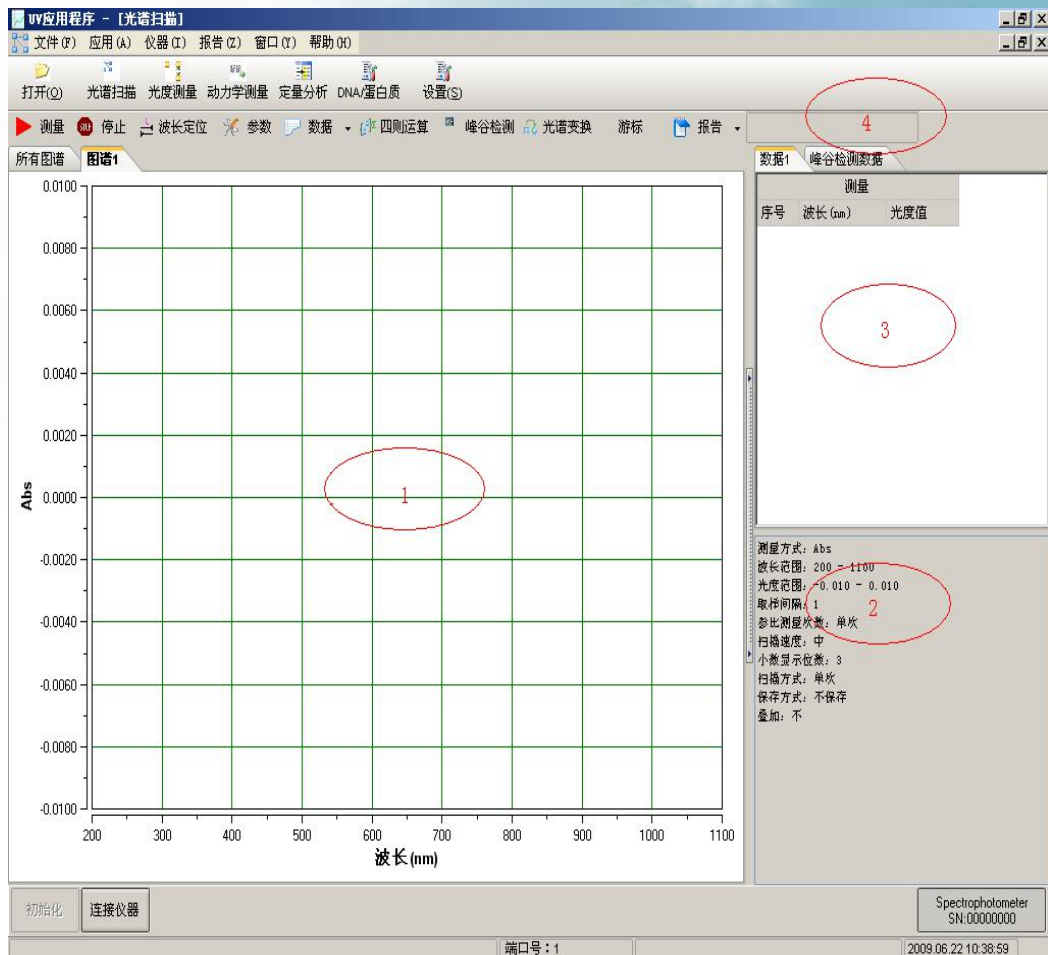 UV应用程序 - [光谱扫描]
文件(F) 应用(A) 仪器(I) 报告(Z) 窗口(Y) 帮助(H)
打开(O) 光谱扫描 光度测量 动力学测量 定量分析 DNA/蛋白质 设置(S)
测量 停止 波长定位 参数 数据 四则运算 峰谷检测 光谱变换 游标 报告 4
所有图谱 图谱1
0.0100
0.0080
0.0060
0.0040
0.0020
0.0000
-0.0020
-0.0040
-0.0060
-0.0080
-0.0100
Abs
1
200 300 400 500 600 700 800 900 1000 1100
波长(nm)
数据1 峰谷检测数据
测量
序号 波长(nm) 光度值
3
测量方式: Abs
波长范围: 200 - 1100
光度范围: -0.010 - 0.010
取样间隔: 1
2
参比测量次数: 单次
扫描速度: 中
小数显示位数: 3
扫描方式: 单次
保存方式: 不保存
叠加: 不
初始化 连接仪器
Spectrophotometer
SN:00000000
端口号：1
2009.06.22 10:38:59